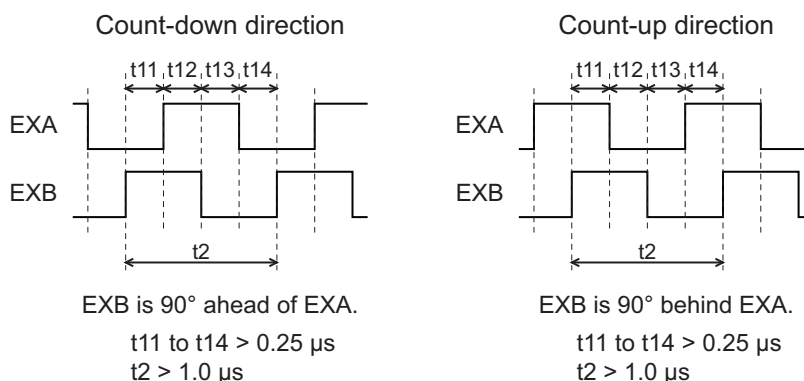 Count-down direction
t11 t12 t13 t14
EXA
EXB
t2
EXB is 90° ahead of EXA.
t11 to t14 > 0.25 μs
t2 > 1.0 μs
Count-up direction
t11 t12 t13 t14
EXA
EXB
t2
EXB is 90° behind EXA.
t11 to t14 > 0.25 μs
t2 > 1.0 μs